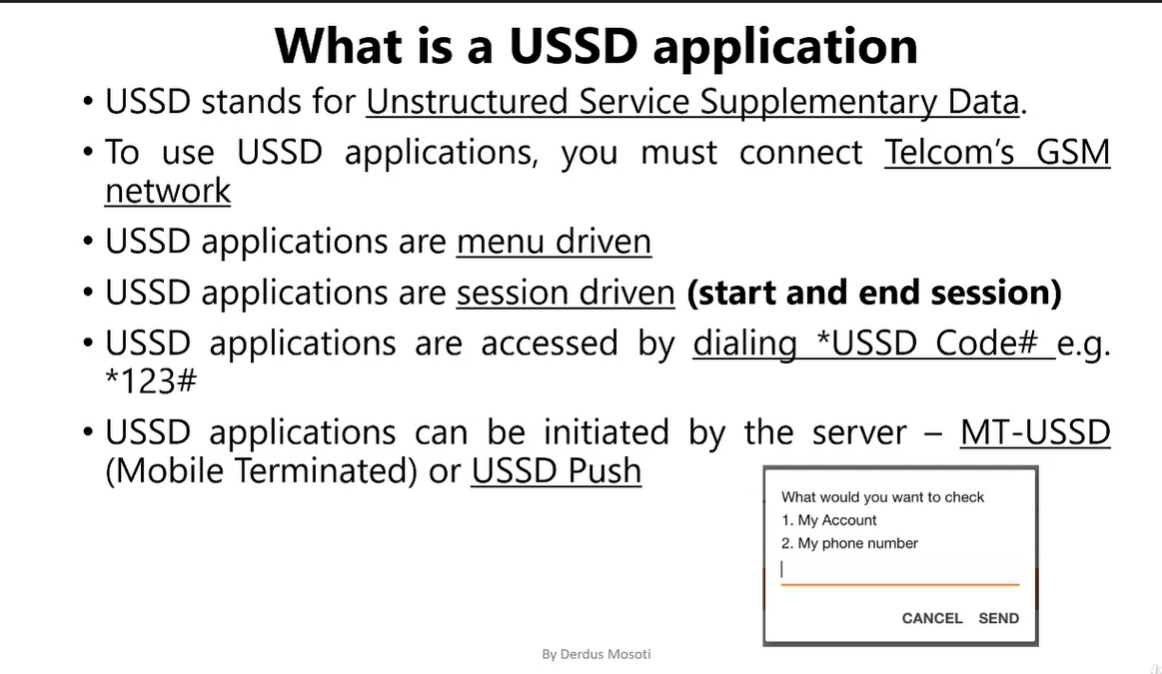 What is a USSD application
• USSD stands for Unstructured Service Supplementary Data.
• To use USSD applications, you must connect Telcom's GSM
network
• USSD applications are menu driven
• USSD applications are session driven (start and end session)
• USSD applications are accessed by dialing *USSD Code# e.g.
*123#
• USSD applications can be initiated by the server – MT-USSD
(Mobile Terminated) or USSD Push
What would you want to check
1. My Account
2. My phone number
CANCEL SEND
By Derdus Mosoti